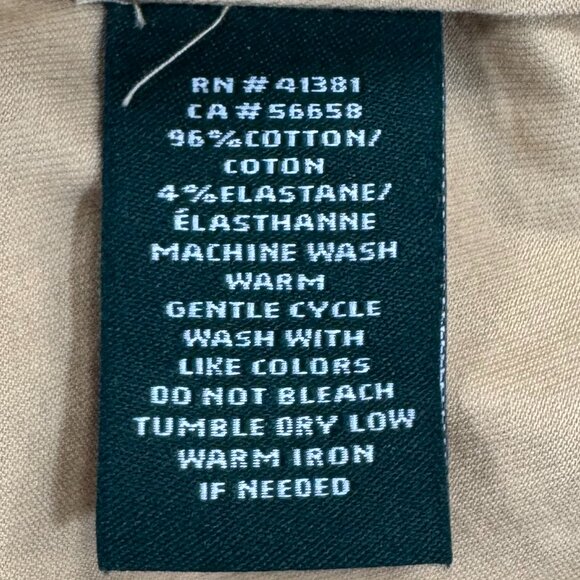 RN # 41381
CA # 56658
96%COTTON/
COTON
4%ELASTANE/
ÉLASTHANNE
MACHINE WASH
WARM
GENTLE CYCLE
WASH WITH
LIKE COLORS
DO NOT BLEACH
TUMBLE DRY LOW
WARM IRON
IF NEEDED